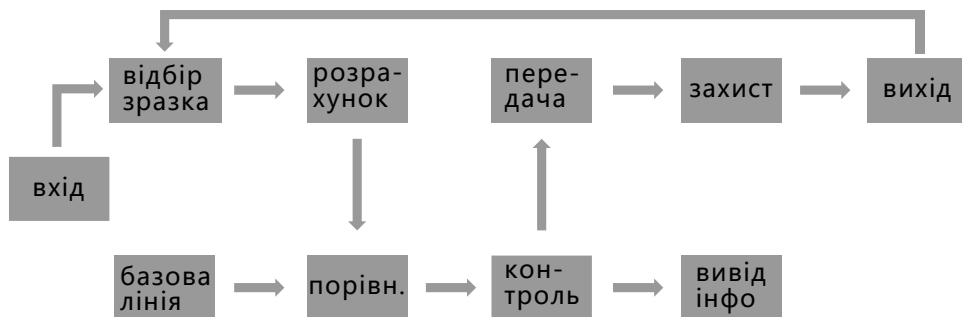 відбір
зразка
розра-
хунок
пере-
дача
захист
вихід
вхід
базова
лінія
порівн.
кон-
троль
вивід
інфо